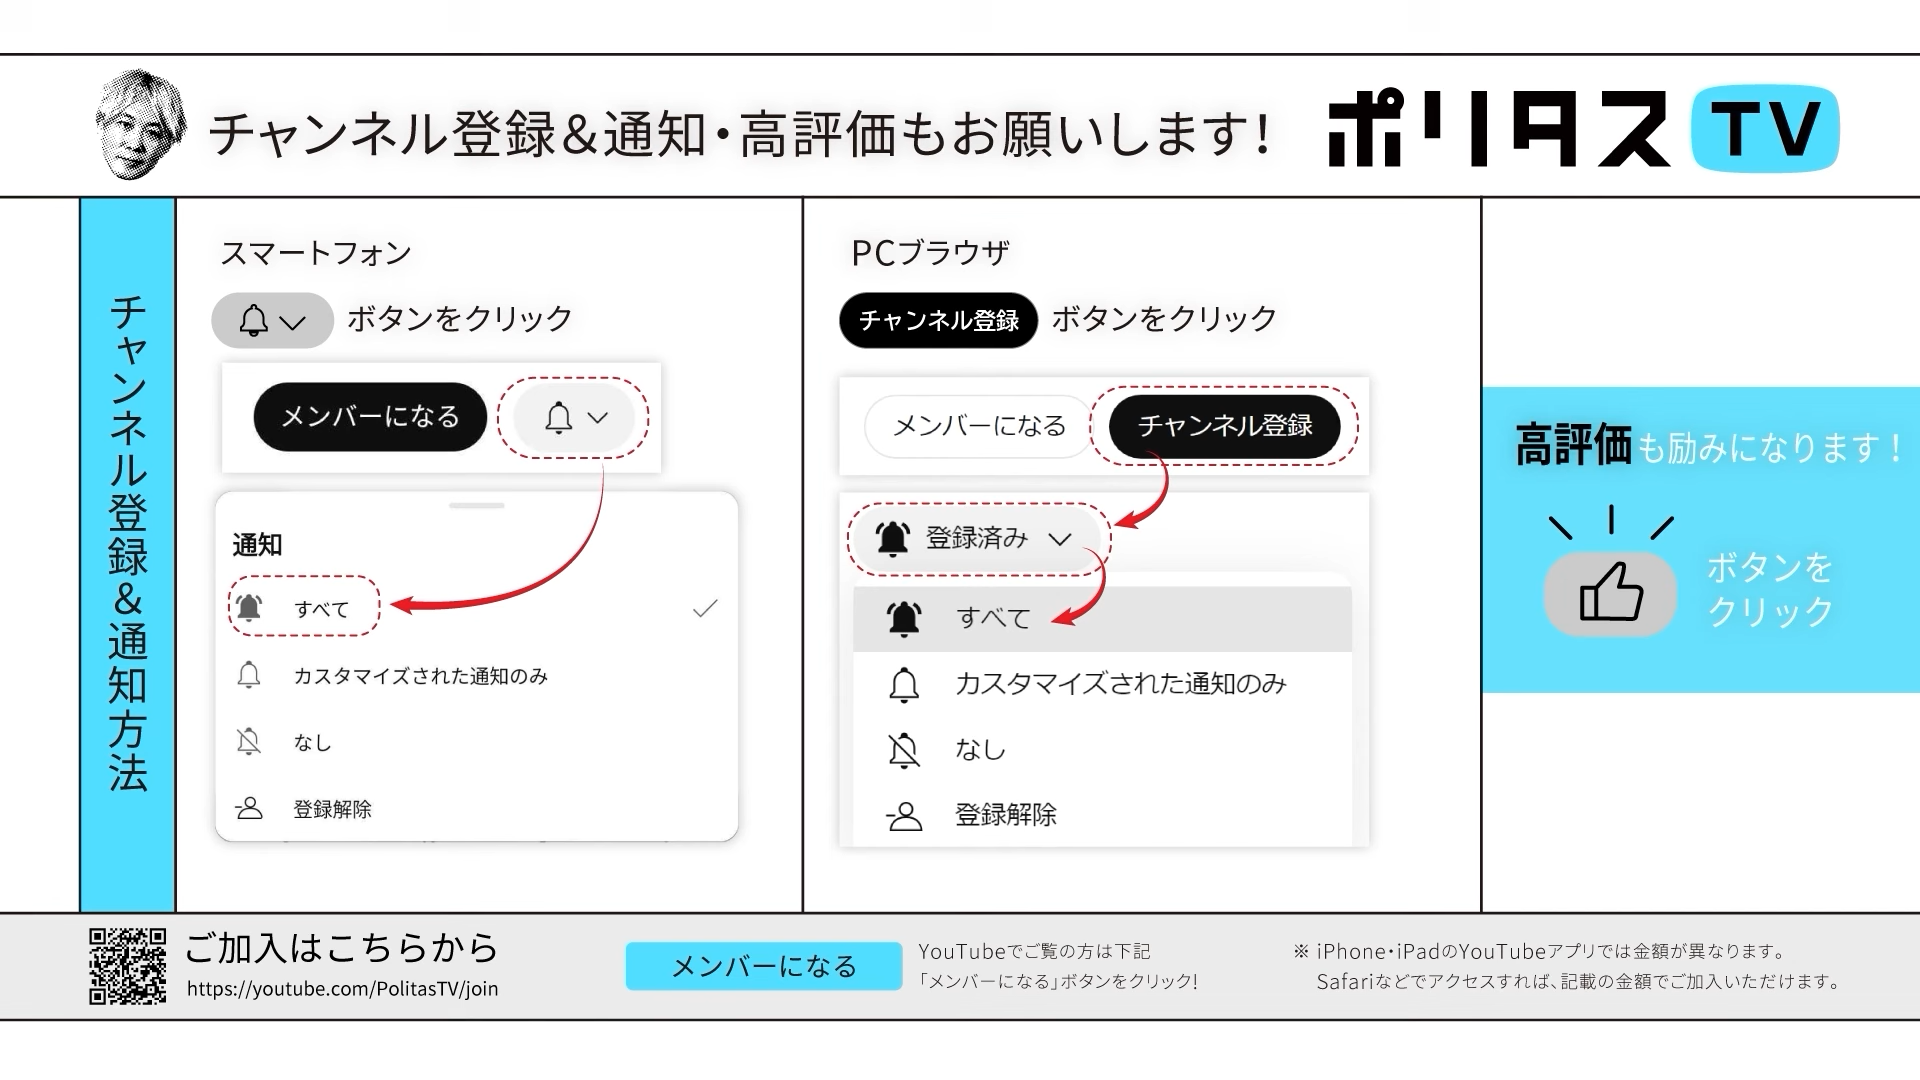 チャンネル登録&通知・高評価もお願いします!
ポリタスTV
チャンネル登録&通知方法
スマートフォン
ボタンをクリック
メンバーになる
通知
すべて
カスタマイズされた通知のみ
なし
登録解除
PCブラウザ
チャンネル登録 ボタンをクリック
メンバーになる チャンネル登録
登録済み
すべて
カスタマイズされた通知のみ
なし
登録解除
高評価も励みになります!
ボタンを
クリック
ご加入はこちらから
https://youtube.com/PolitasTV/join
メンバーになる
YouTubeでご覧の方は下記
「メンバーになる」ボタンをクリック!
※ iPhone・iPadのYouTubeアプリでは金額が異なります。
Safariなどでアクセスすれば、記載の金額でご加入いただけます。